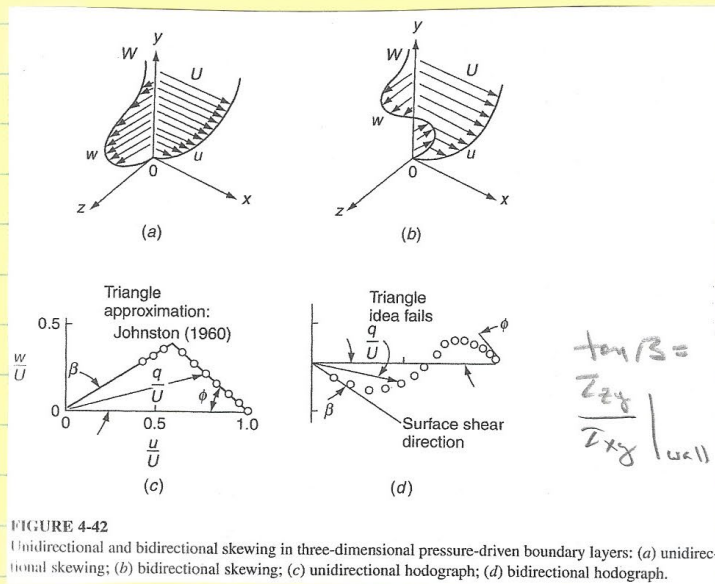 y
W
U
w
u
0
x
z
(a)
y
W
U
w
u
0
x
z
(b)
Triangle
approximation:
Johnston (1960)
0.5
w/U
β
q/U
ϕ
0
0
0.5
1.0
u/U
(c)
Triangle
idea fails
q/U
ϕ
β
Surface shear
direction
(d)
tan β =
τzy
τxy | wall
FIGURE 4-42
Unidirectional and bidirectional skewing in three-dimensional pressure-driven boundary layers: (a) unidirec-
tional skewing; (b) bidirectional skewing; (c) unidirectional hodograph; (d) bidirectional hodograph.